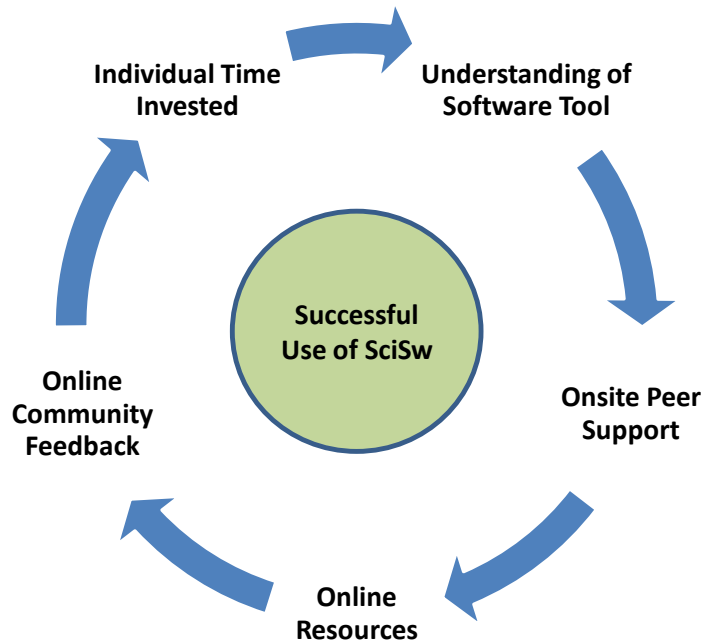 Individual Time
Invested
Understanding of
Software Tool
Successful
Use of SciSw
Onsite Peer
Support
Online
Community
Feedback
Online
Resources